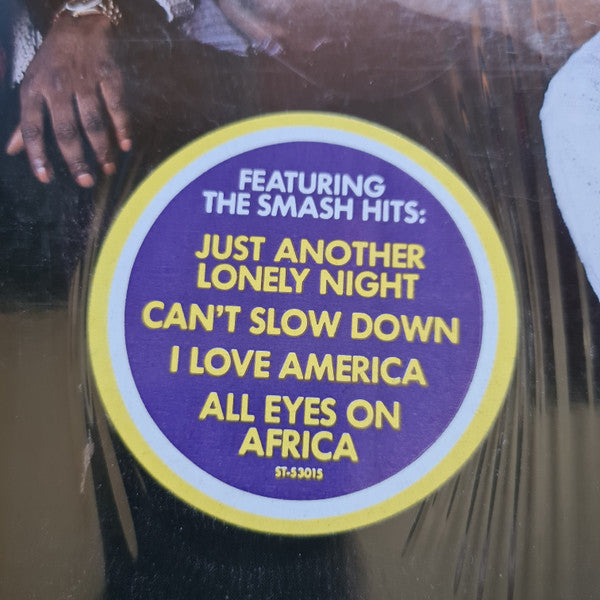 FEATURING
THE SMASH HITS:
JUST ANOTHER
LONELY NIGHT
CAN'T SLOW DOWN
I LOVE AMERICA
ALL EYES ON
AFRICA
ST-53015